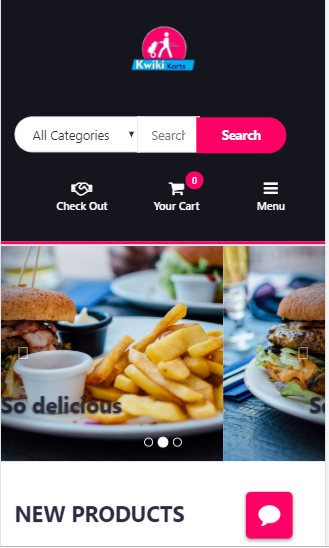 Kwiki Karts
All Categories
Search
Search
0
Check Out
Your Cart
Menu
So delicious
So
NEW PRODUCTS